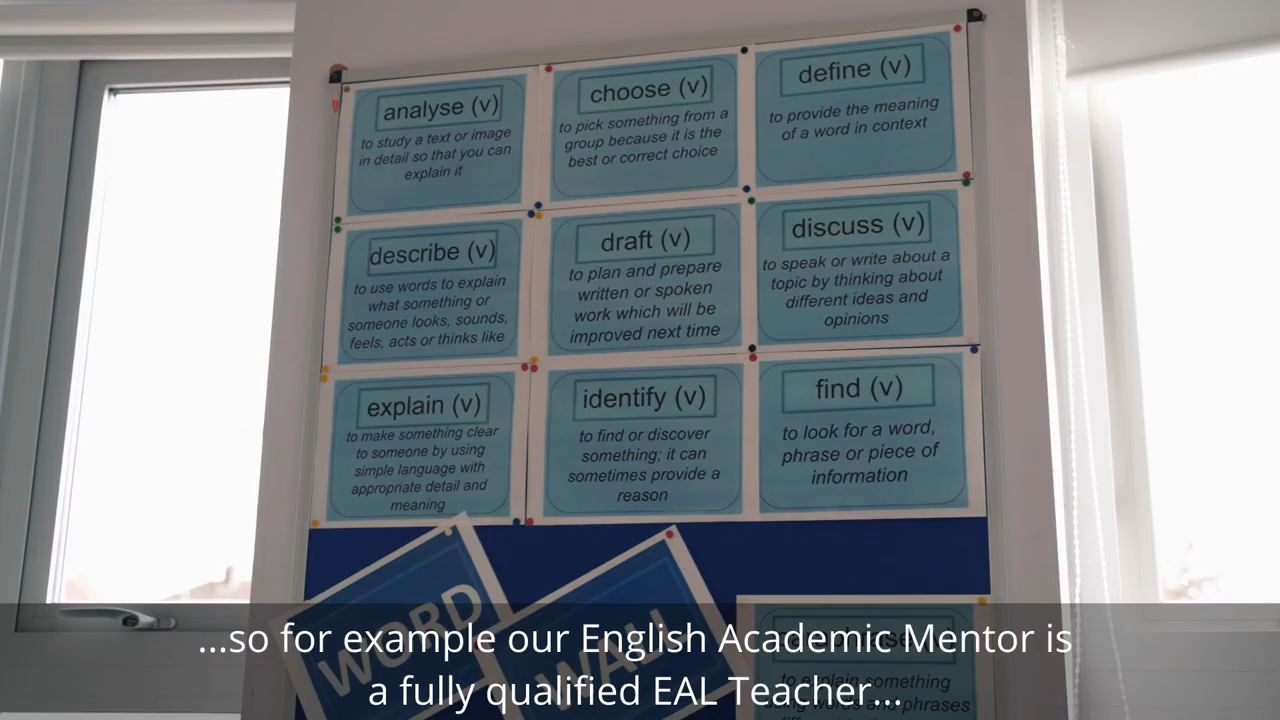 analyse (v)
to study a text or image
in detail so that you can
explain it
choose (v)
to pick something from a
group because it is the
best or correct choice
define (v)
to provide the meaning
of a word in context
describe (v)
to use words to explain
what something or
someone looks, sounds,
feels, acts or thinks like
draft (v)
to plan and prepare
written or spoken
work which will be
improved next time
discuss (v)
to speak or write about a
topic by thinking about
different ideas and
opinions
explain (v)
to make something clear
to someone by using
simple language with
appropriate detail and
meaning
identify (v)
to find or discover
something; it can
sometimes provide a
reason
find (v)
to look for a word,
phrase or piece of
information
WORD
WALL
to explain something
using words and phrases
...so for example our English Academic Mentor is
a fully qualified EAL Teacher...